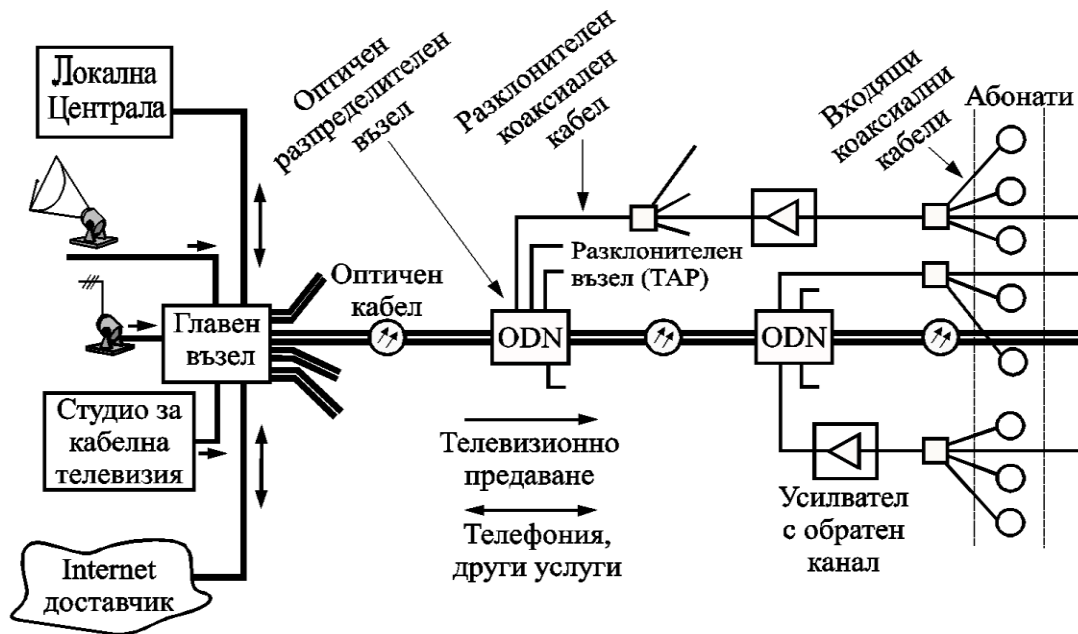 Локална
Централа
Оптичен
разпределителен
възел
Разклонителен
коаксиален
кабел
Входящи
коаксиални
кабели
Абонати
Разклонителен
възел (TAP)
Оптичен
кабел
Главен
възел
ODN
ODN
Студио за
кабелна
телевизия
Телевизионно
предаване
Телефония,
други услуги
Усилвател
с обратен
канал
Internet
доставчик